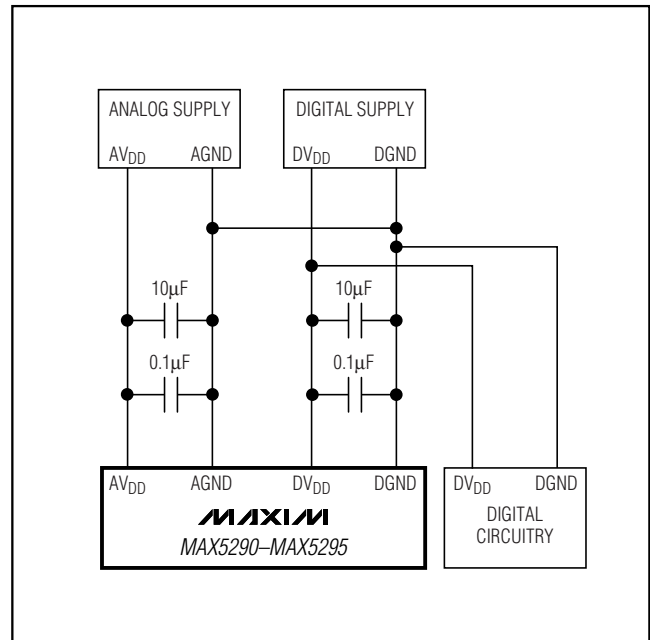 ANALOG SUPPLY
AVDD AGND
DIGITAL SUPPLY
DVDD DGND
10μF
10μF
0.1μF
0.1μF
AVDD AGND DVDD DGND
MAXIM
MAX5290–MAX5295
DVDD DGND
DIGITAL
CIRCUITRY